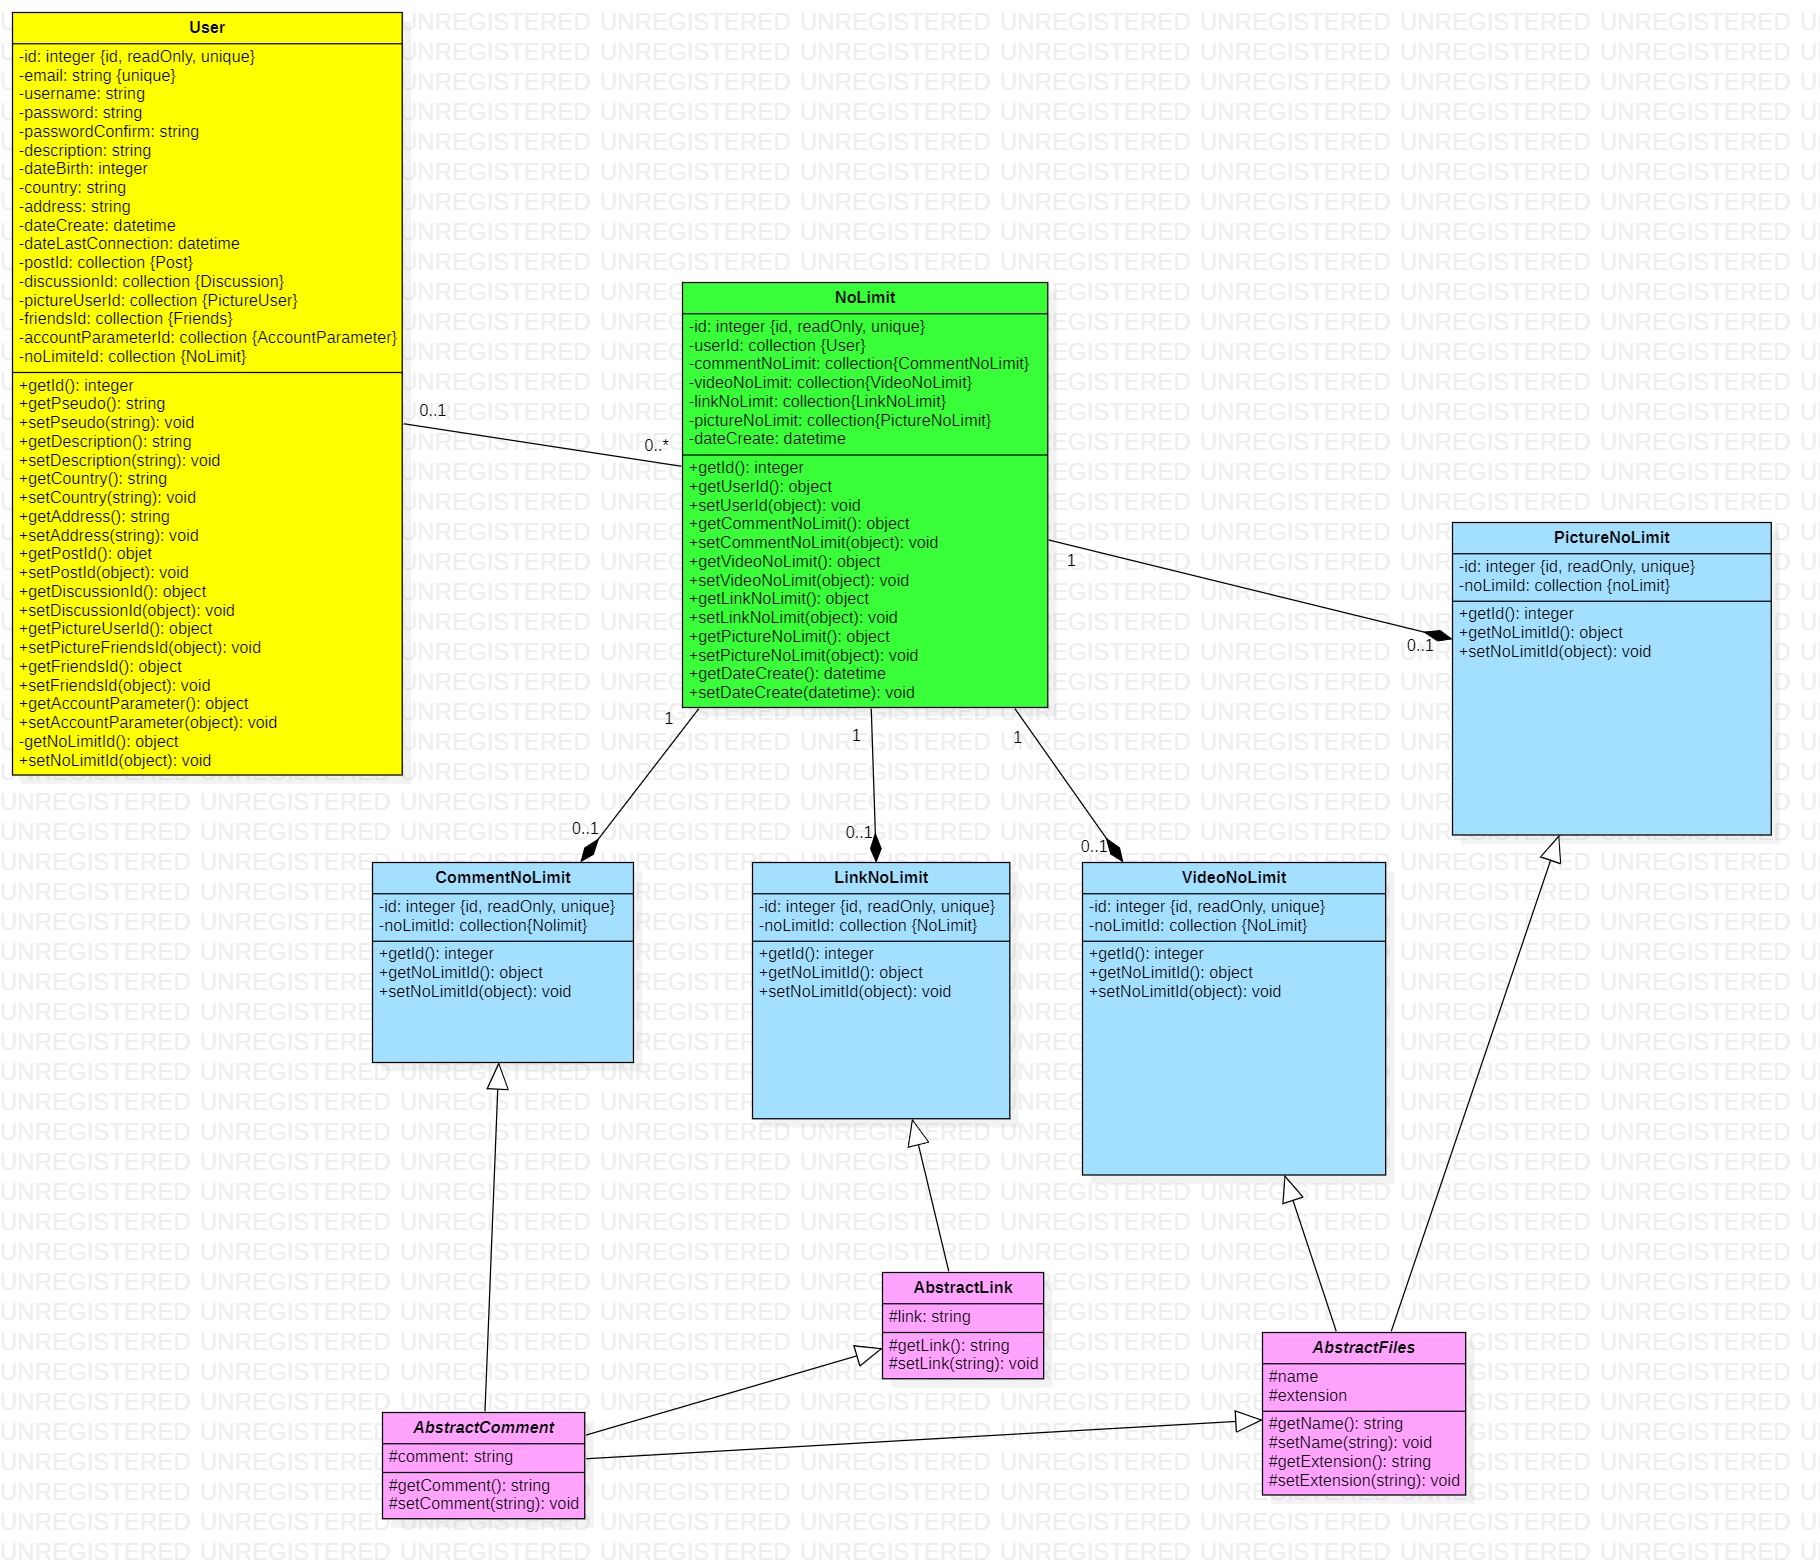 User
-id: integer {id, readOnly, unique}
-email: string {unique}
-username: string
-password: string
-passwordConfirm: string
-description: string
-dateBirth: integer
-country: string
-address: string
-dateCreate: datetime
-dateLastConnection: datetime
-postId: collection {Post}
-discussionId: collection {Discussion}
-pictureUserId: collection {PictureUser}
-friendsId: collection {Friends}
-accountParameterId: collection {AccountParameter}
-noLimiteId: collection {NoLimit}
+getId(): integer
+getPseudo(): string
+setPseudo(string): void
+getDescription(): string
+setDescription(string): void
+getCountry(): string
+setCountry(string): void
+getAddress(): string
+setAddress(string): void
+getPostId(): objet
+setPostId(object): void
+getDiscussionId(): object
+setDiscussionId(object): void
+getPictureUserId(): object
+setPictureFriendsId(object): void
+getFriendsId(): object
+setFriendsId(object): void
+getAccountParameter(): object
+setAccountParameter(object): void
-getNoLimitId(): object
+setNoLimitId(object): void
0..1
0..*
NoLimit
-id: integer {id, readOnly, unique}
-userId: collection {User}
-commentNoLimit: collection{CommentNoLimit}
-videoNoLimit: collection{VideoNoLimit}
-linkNoLimit: collection{LinkNoLimit}
-pictureNoLimit: collection{PictureNoLimit}
-dateCreate: datetime
+getId(): integer
+getUserId(): object
+setUserId(object): void
+getCommentNoLimit(): object
+setCommentNoLimit(object): void
+getVideoNoLimit(): object
+setVideoNoLimit(object): void
+getLinkNoLimit(): object
+setLinkNoLimit(object): void
+getPictureNoLimit(): object
+setPictureNoLimit(object): void
+getDateCreate(): datetime
+setDateCreate(datetime): void
1
0..1
PictureNoLimit
-id: integer {id, readOnly, unique}
-noLimiId: collection {noLimit}
+getId(): integer
+getNoLimitId(): object
+setNoLimitId(object): void
1
1
1
0..1
0..1
0..1
CommentNoLimit
-id: integer {id, readOnly, unique}
-noLimitId: collection{Nolimit}
+getId(): integer
+getNoLimitId(): object
+setNoLimitId(object): void
LinkNoLimit
-id: integer {id, readOnly, unique}
-noLimitId: collection {NoLimit}
+getId(): integer
+getNoLimitId(): object
+setNoLimitId(object): void
VideoNoLimit
-id: integer {id, readOnly, unique}
-noLimitId: collection {NoLimit}
+getId(): integer
+getNoLimitId(): object
+setNoLimitId(object): void
AbstractLink
#link: string
#getLink(): string
#setLink(string): void
AbstractFiles
#name
#extension
#getName(): string
#setName(string): void
#getExtension(): string
#setExtension(string): void
AbstractComment
#comment: string
#getComment(): string
#setComment(string): void
UNREGISTERED